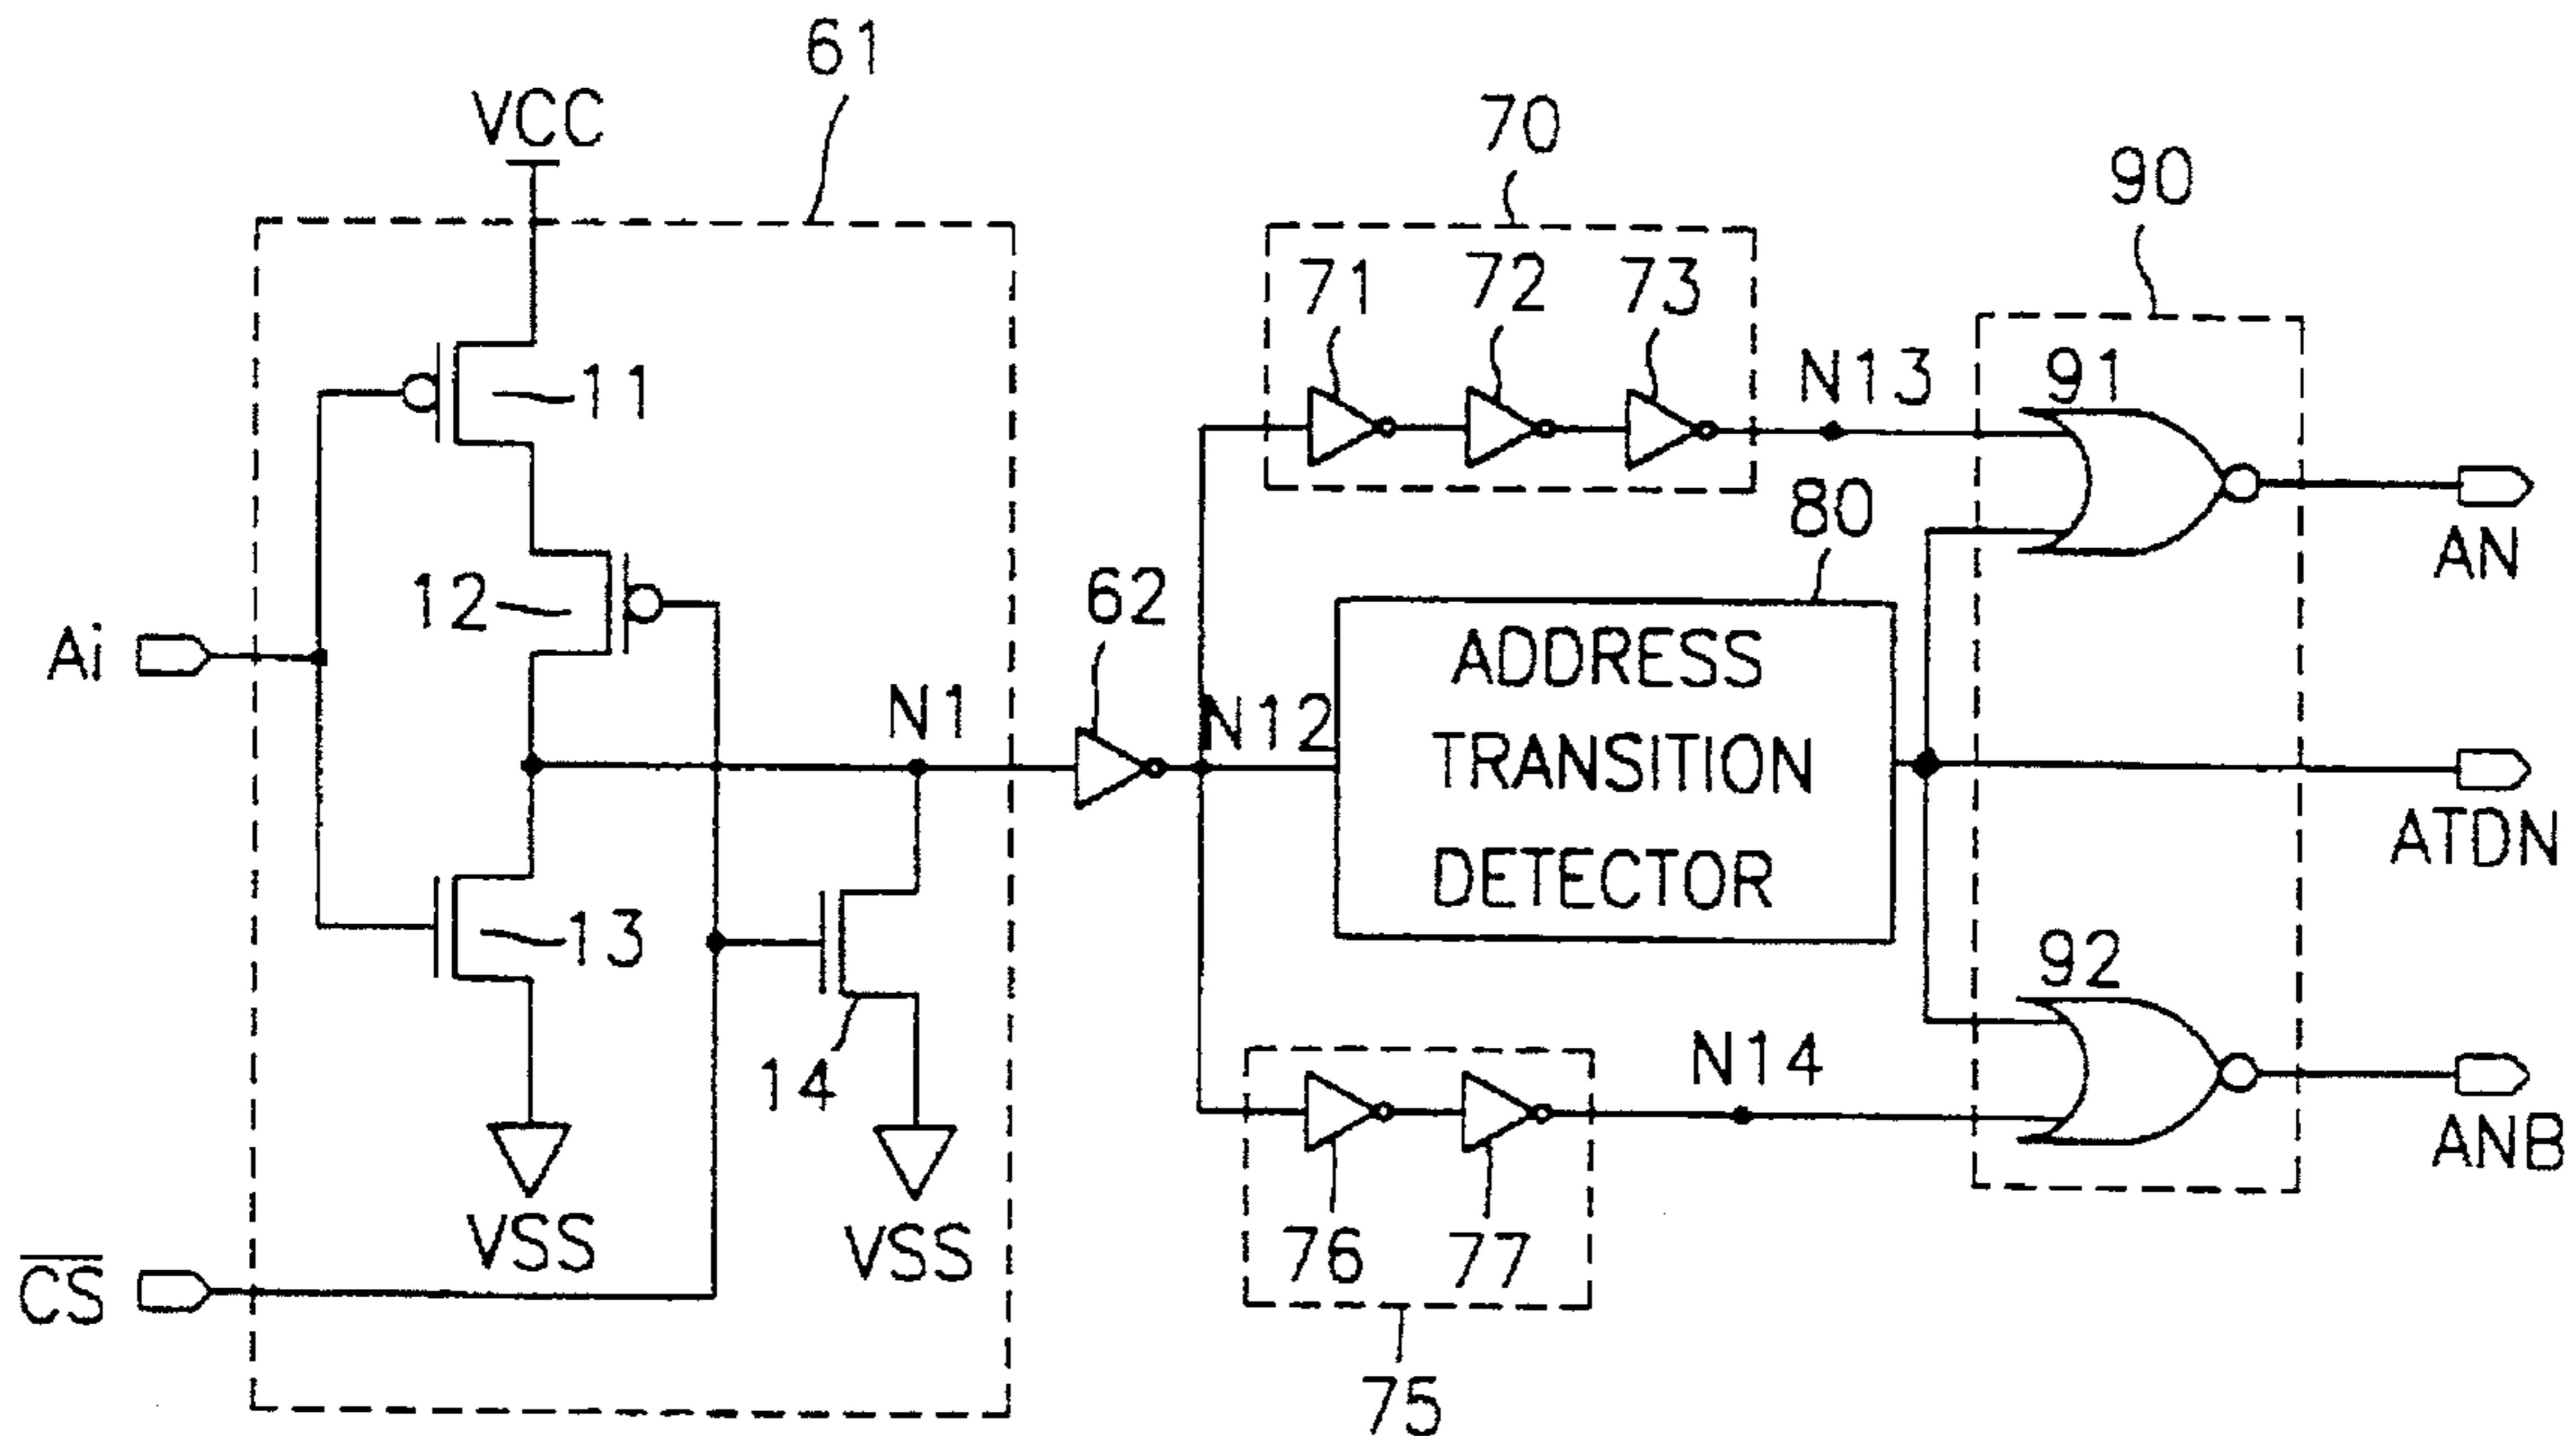 61
VCC
70
90
71
72
73
N13
91
11
80
AN
12
62
ADDRESS
TRANSITION
DETECTOR
Ai
N1
N12
ATDN
13
92
14
N14
ANB
VSS
VSS
76
77
C̅S̅
75